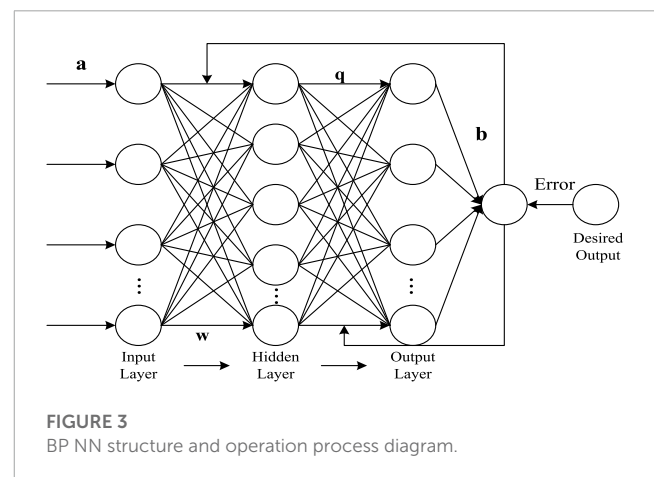 a
q
b
Error
Desired
Output
w
Input
Layer
Hidden
Layer
Output
Layer
FIGURE 3
BP NN structure and operation process diagram.